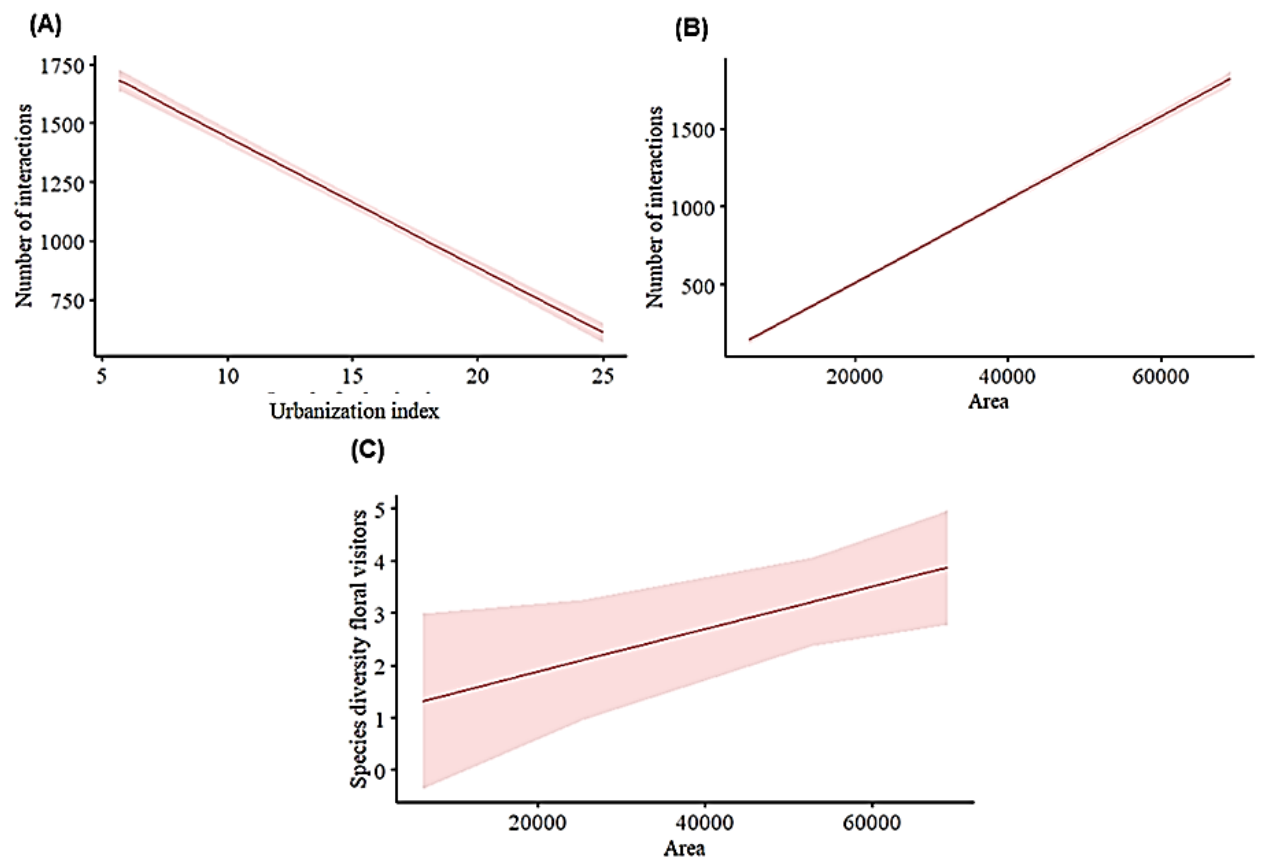 (A)
Number of interactions
1750
1500
1250
1000
750
5 10 15 20 25
Urbanization index
(B)
Number of interactions
1500
1000
500
20000 40000 60000
Area
(C)
Species diversity floral visitors
5
4
3
2
1
0
20000 40000 60000
Area